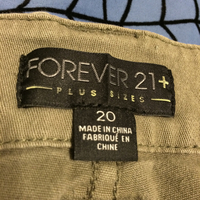 FOREVER 21+
PLUS SIZES
20
MADE IN CHINA
FABRIQUÉ EN
CHINE